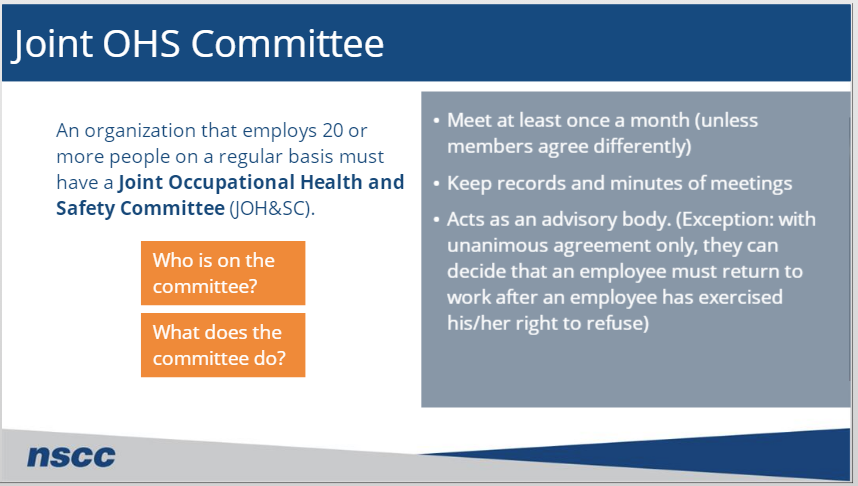 Joint OHS Committee
An organization that employs 20 or
more people on a regular basis must
have a Joint Occupational Health and
Safety Committee (JOH&SC).
Who is on the
committee?
What does the
committee do?
• Meet at least once a month (unless
members agree differently)
• Keep records and minutes of meetings
• Acts as an advisory body. (Exception: with
unanimous agreement only, they can
decide that an employee must return to
work after an employee has exercised
his/her right to refuse)
nscc